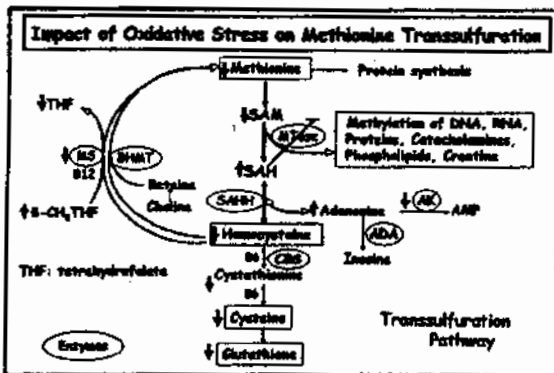 Impact of Oxidative Stress on Methionine Transsulfuration
Methionine
Protein synthesis
THF
SAM
MTase
Methylation of DNA, RNA,
Proteins, Catecholamines,
Phospholipids, Creatine
MS
BHMT
B12
SAH
Betaine
Choline
5-CH₃THF
SAHH
Adenosine
AK
AMP
ADA
Homocysteine
Inosine
B6
CBS
THF: tetrahydrofolate
Cystathionine
B6
Cysteine
Transsulfuration
Pathway
Enzymes
Glutathione